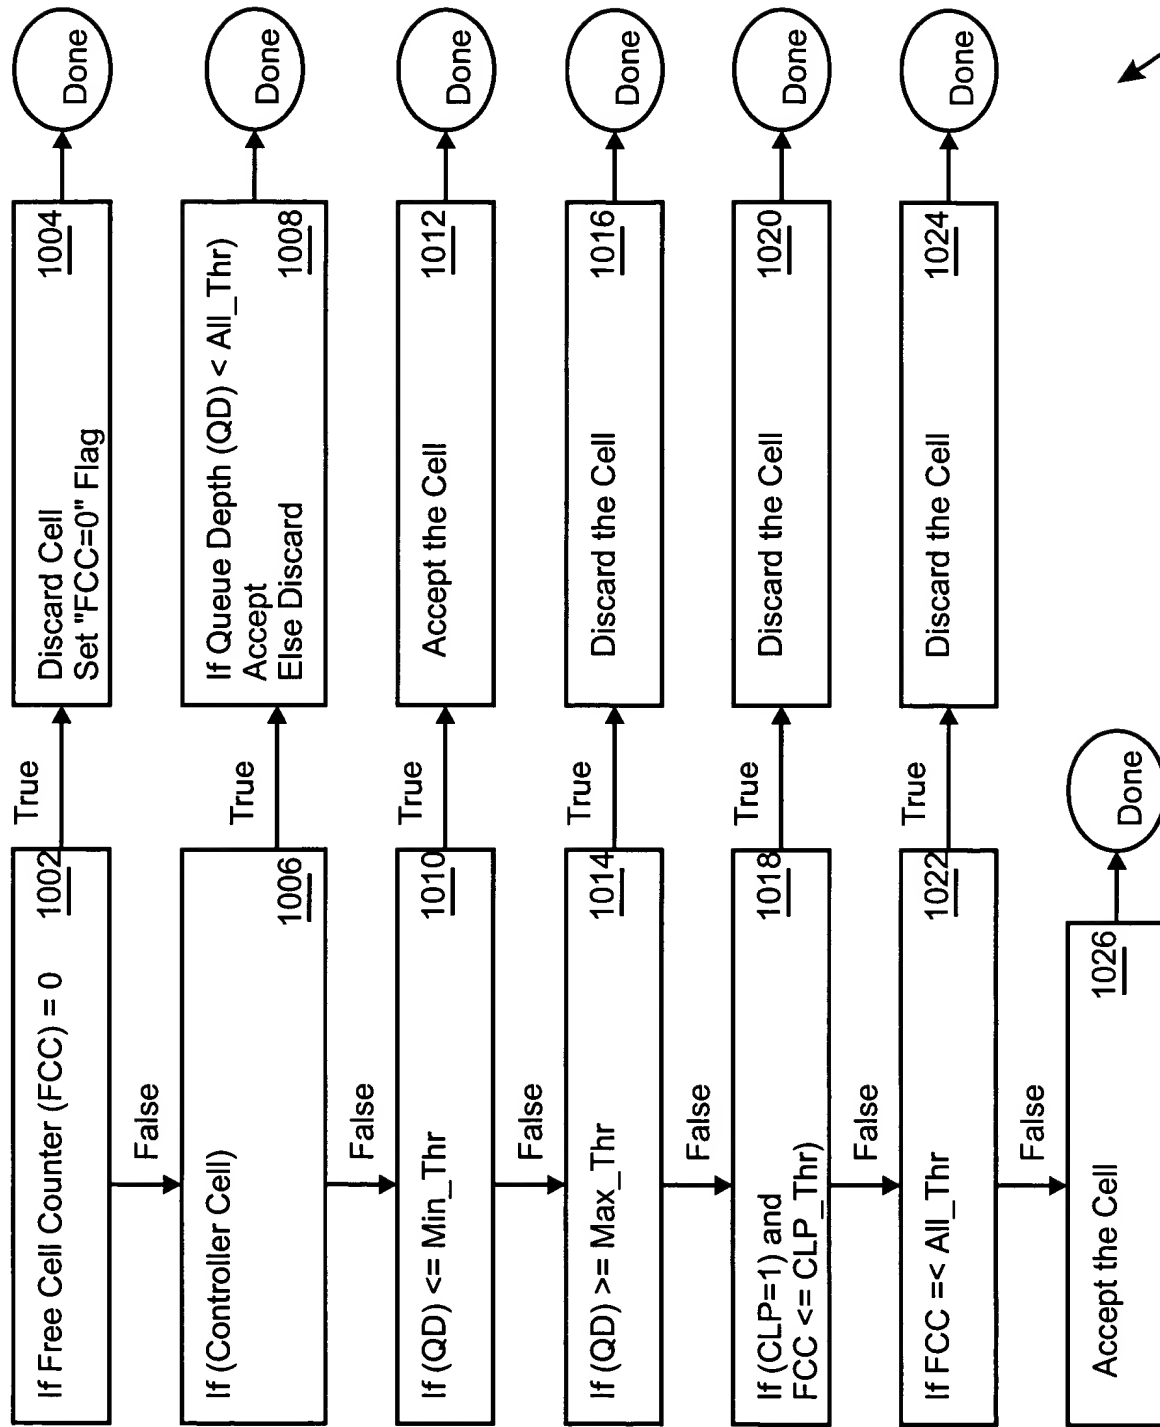 If Free Cell Counter (FCC) = 0
1002
True
Discard Cell
Set "FCC=0" Flag
1004
Done
False
If (Controller Cell)
1006
True
If Queue Depth (QD) < All_Thr)
Accept
Else Discard
1008
Done
False
If (QD) <= Min_Thr
1010
True
Accept the Cell
1012
Done
False
If (QD) >= Max_Thr
1014
True
Discard the Cell
1016
Done
False
If (CLP=1) and
FCC <= CLP_Thr)
1018
True
Discard the Cell
1020
Done
False
If FCC =< All_Thr
1022
True
Discard the Cell
1024
Done
False
Accept the Cell
1026
Done